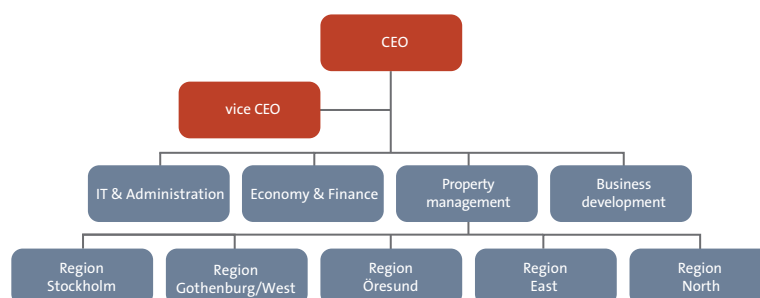 CEO
vice CEO
IT & Administration
Economy & Finance
Property
management
Business
development
Region
Stockholm
Region
Gothenburg/West
Region
Öresund
Region
East
Region
North